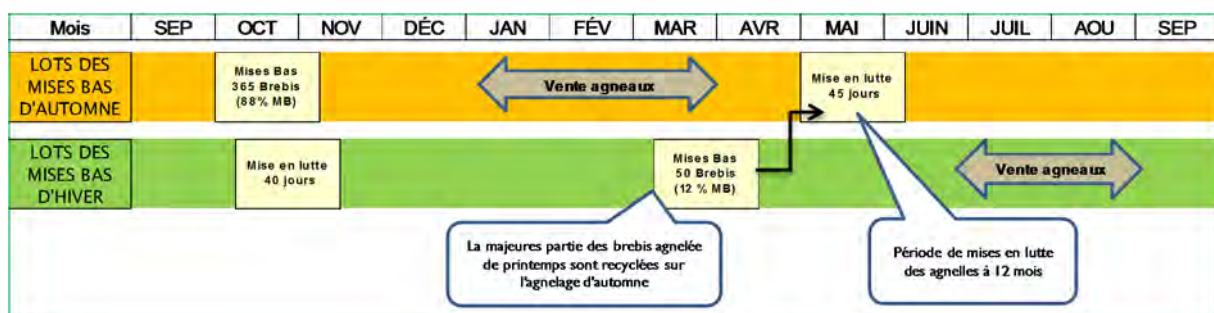 Mois SEP OCT NOV DÉC JAN FÉV MAR AVR MAI JUIN JUIL AOU SEP
LOTS DES
MISES BAS
D'AUTOMNE
Mises Bas
365 Brebis
(88% MB)
Vente agneaux
Mise en lutte
45 jours
LOTS DES
MISES BAS
D'HIVER
Mise en lutte
40 jours
Mises Bas
50 Brebis
(12 % MB)
Vente agneaux
La majeures partie des brebis agnelée
de printemps sont recyclées sur
l'agnelage d'automne
Période de mises en lutte
des agnelles à 12 mois